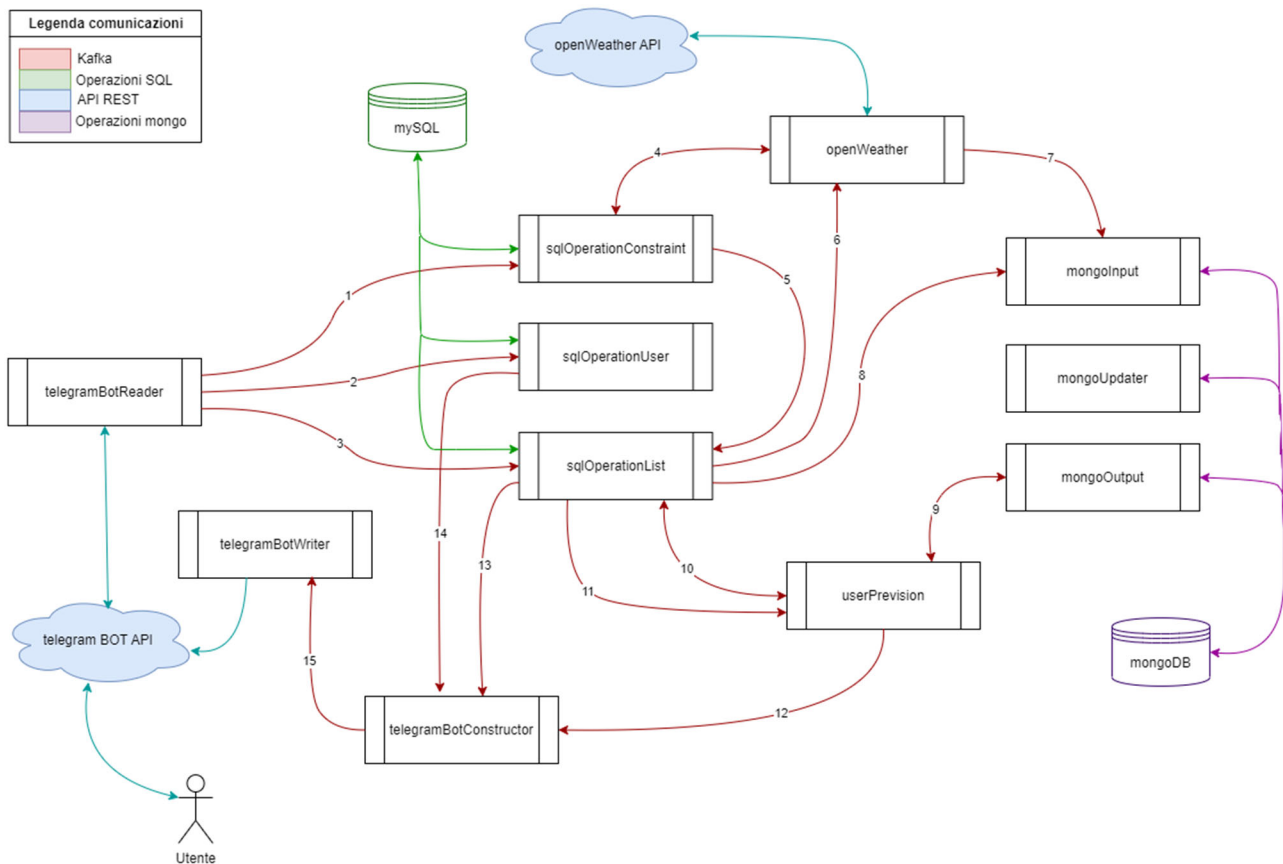 Legenda comunicazioni
Kafka
Operazioni SQL
API REST
Operazioni mongo
openWeather API
mySQL
openWeather
4
7
sqlOperationConstraint
6
mongoInput
5
1
sqlOperationUser
telegramBotReader
2
8
mongoUpdater
3
sqlOperationList
mongoOutput
9
14
telegramBotWriter
13
10
11
userPrevision
telegram BOT API
15
mongoDB
12
telegramBotConstructor
Utente